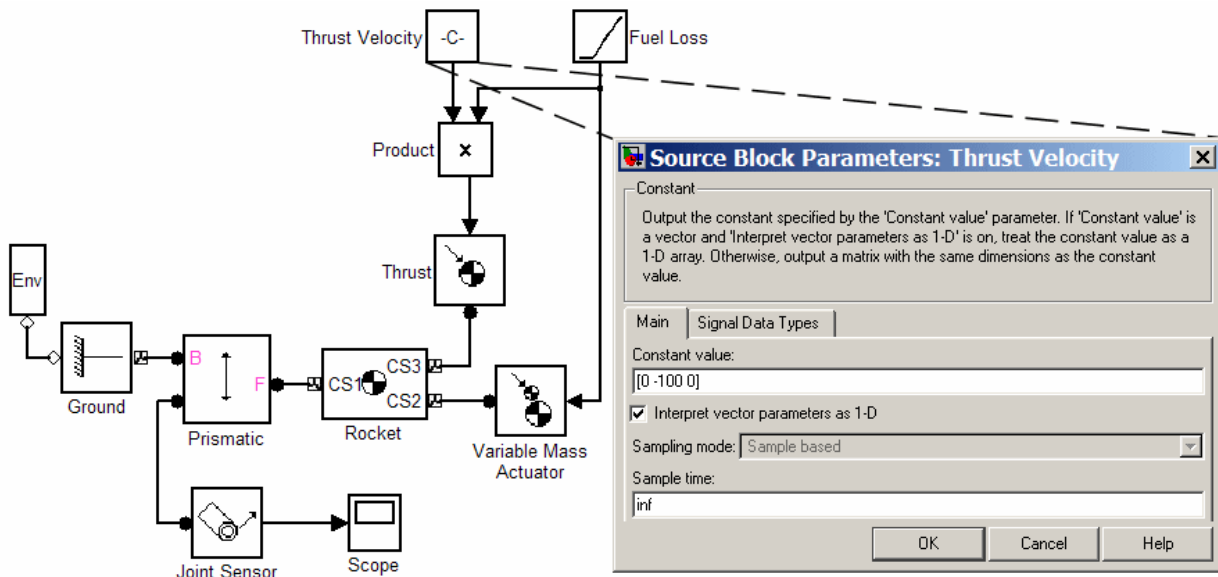 Thrust Velocity
-C-
Fuel Loss
Product
×
Thrust
Env
Ground
B
F
Prismatic
CS1
CS3
CS2
Rocket
Variable Mass
Actuator
Joint Sensor
Scope
Source Block Parameters: Thrust Velocity
Constant
Output the constant specified by the 'Constant value' parameter. If 'Constant value' is
a vector and 'Interpret vector parameters as 1-D' is on, treat the constant value as a
1-D array. Otherwise, output a matrix with the same dimensions as the constant
value.
Main
Signal Data Types
Constant value:
[0 -100 0]
Interpret vector parameters as 1-D
Sampling mode: Sample based
Sample time:
inf
OK
Cancel
Help